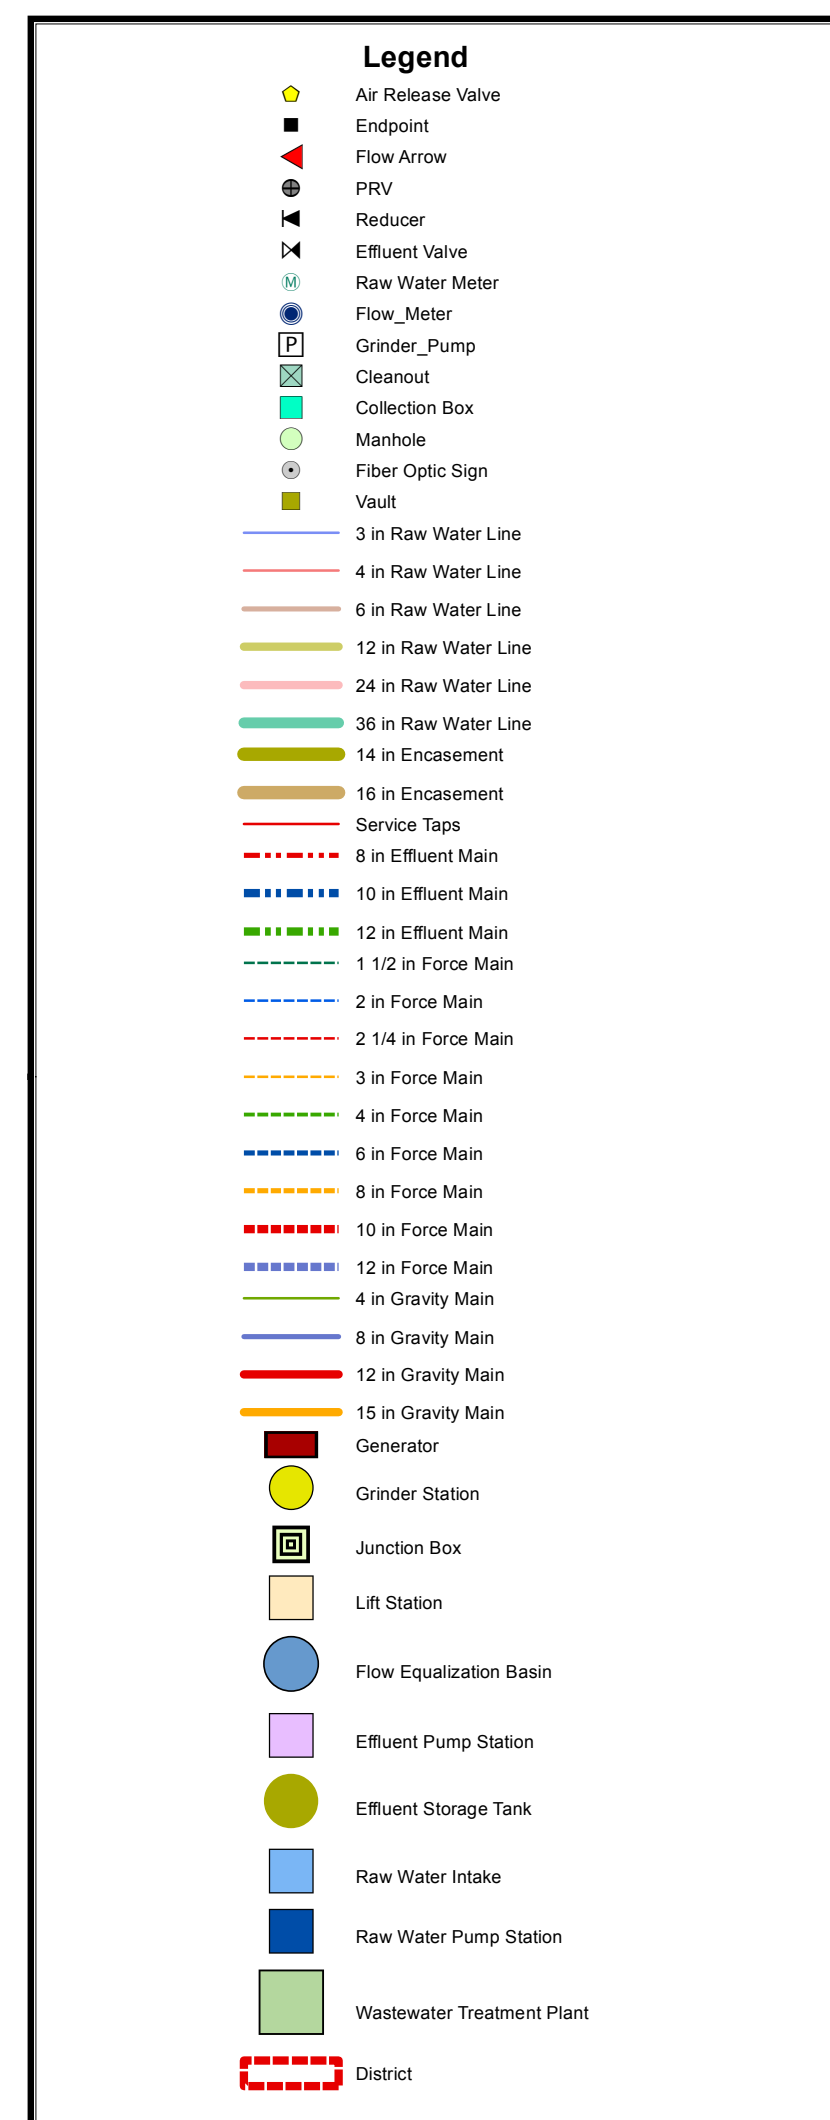 Legend
Air Release Valve
Endpoint
Flow Arrow
PRV
Reducer
Effluent Valve
M Raw Water Meter
Flow_Meter
P Grinder_Pump
Cleanout
Collection Box
Manhole
Fiber Optic Sign
Vault
3 in Raw Water Line
4 in Raw Water Line
6 in Raw Water Line
12 in Raw Water Line
24 in Raw Water Line
36 in Raw Water Line
14 in Encasement
16 in Encasement
Service Taps
8 in Effluent Main
10 in Effluent Main
12 in Effluent Main
1 1/2 in Force Main
2 in Force Main
2 1/4 in Force Main
3 in Force Main
4 in Force Main
6 in Force Main
8 in Force Main
10 in Force Main
12 in Force Main
4 in Gravity Main
8 in Gravity Main
12 in Gravity Main
15 in Gravity Main
Generator
Grinder Station
Junction Box
Lift Station
Flow Equalization Basin
Effluent Pump Station
Effluent Storage Tank
Raw Water Intake
Raw Water Pump Station
Wastewater Treatment Plant
District